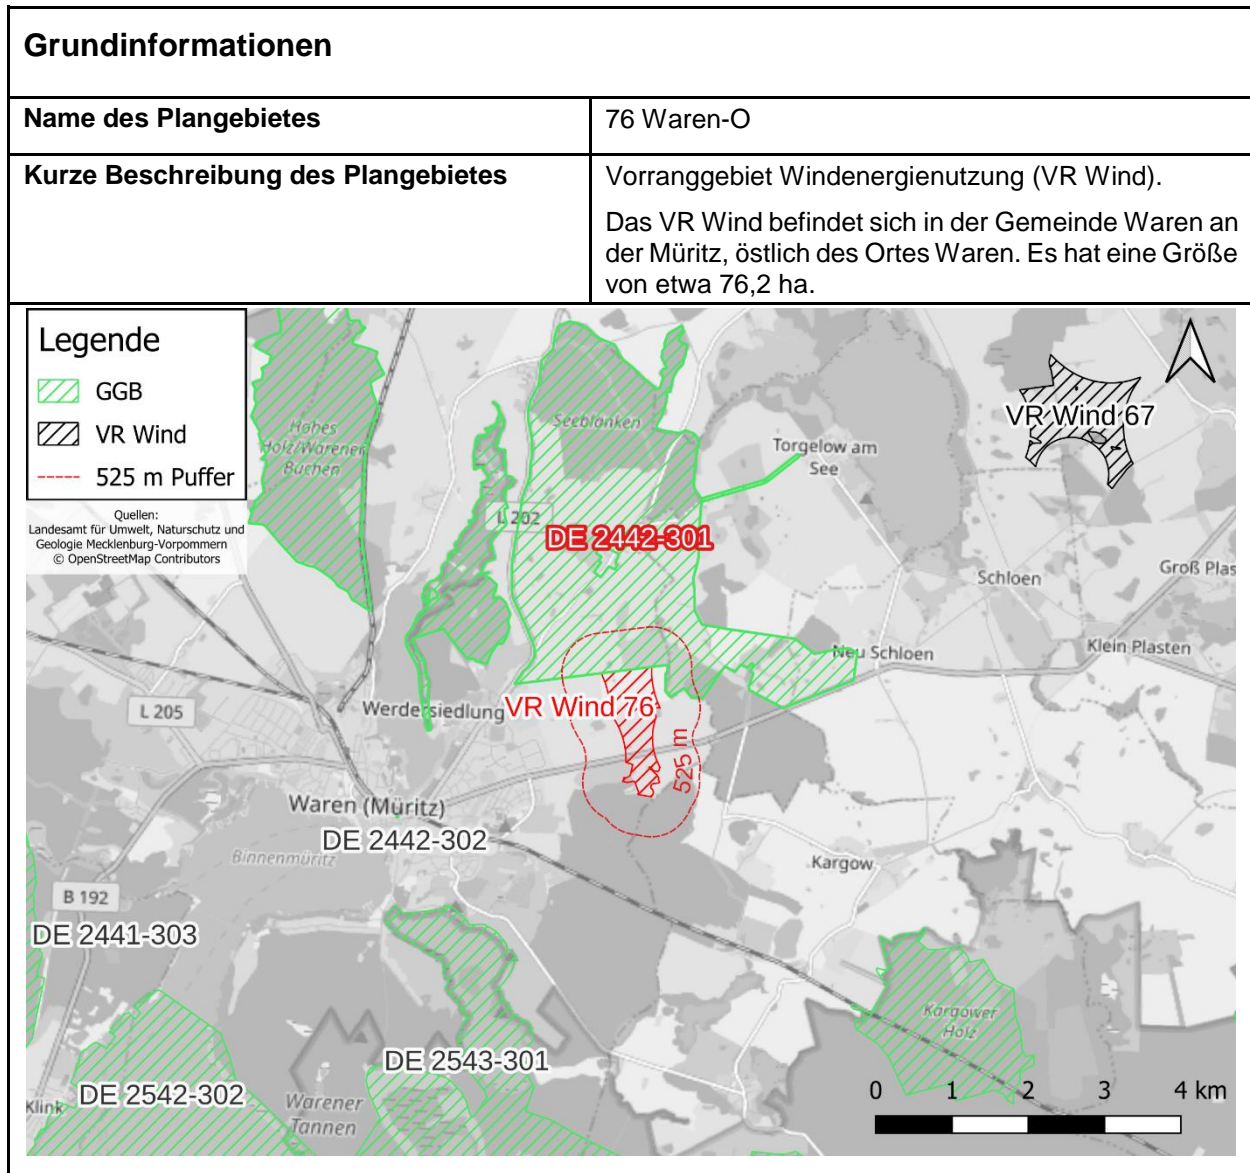 Grundinformationen
Name des Plangebietes
76 Waren-O
Kurze Beschreibung des Plangebietes
Vorranggebiet Windenergienutzung (VR Wind).
Das VR Wind befindet sich in der Gemeinde Waren an
der Müritz, östlich des Ortes Waren. Es hat eine Größe
von etwa 76,2 ha.
Legende
GGB
VR Wind
525 m Puffer
Quellen:
Landesamt für Umwelt, Naturschutz und
Geologie Mecklenburg-Vorpommern
© OpenStreetMap Contributors
Hohes
Holz/Warener
Buchen
Seeblanken
Torgelow am
See
VR Wind 67
L 202
DE 2442-301
Schloen
Groß Plas
Neu Schloen
Klein Plasten
L 205
Werdersiedlung
VR Wind 76
525 m
Waren (Müritz)
DE 2442-302
Binnenmüritz
Kargow
B 192
DE 2441-303
Kargower
Holz
DE 2543-301
DE 2542-302
Klink
Warener
Tannen
0 1 2 3 4 km